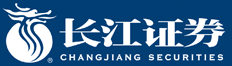 长江证券
® CHANGJIANG SECURITIES